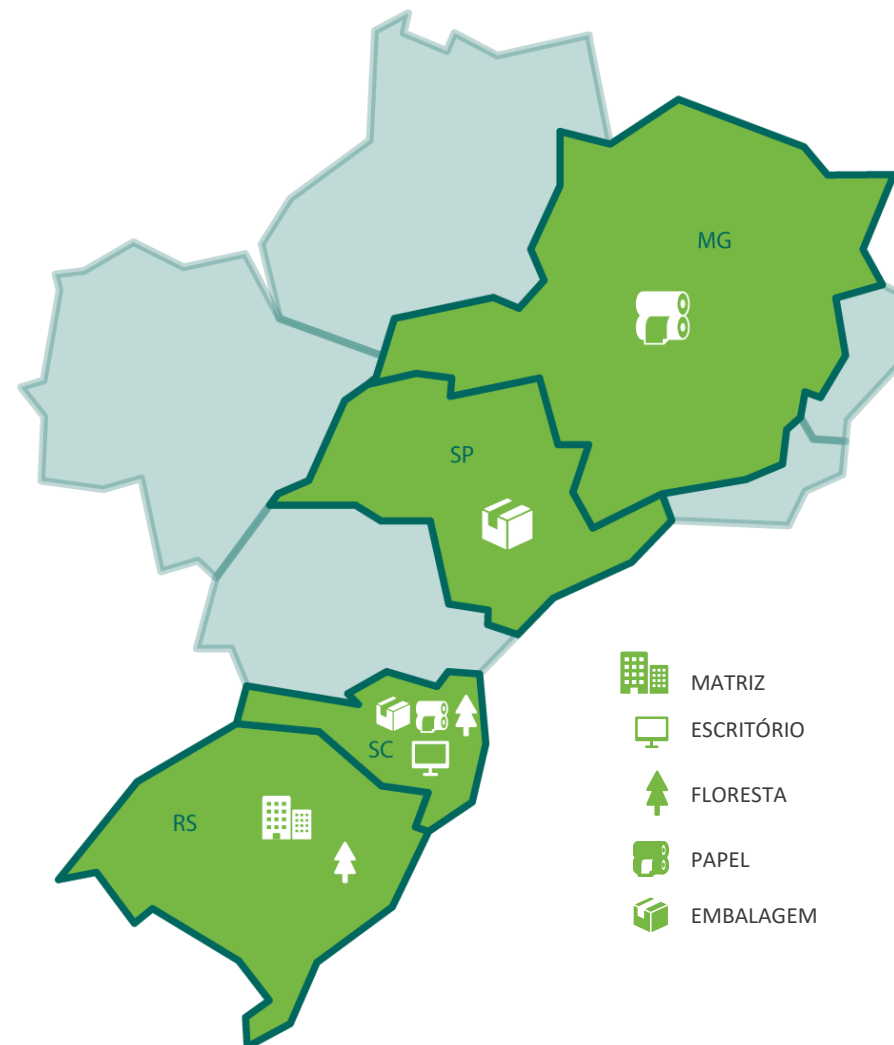 MG
SP
SC
RS
MATRIZ
ESCRITÓRIO
FLORESTA
PAPEL
EMBALAGEM